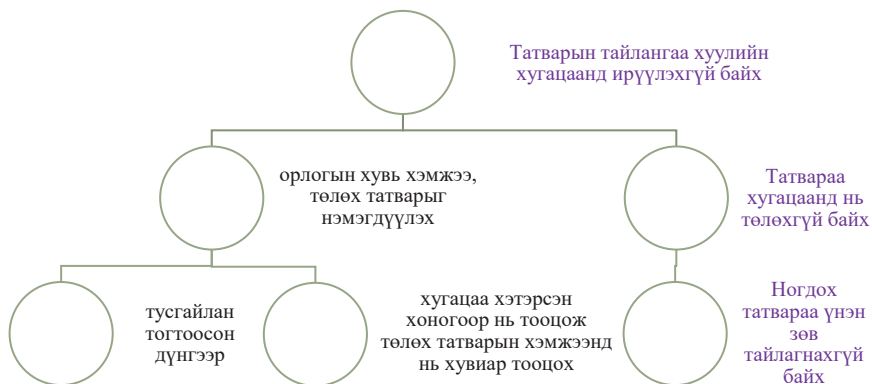 Татварын тайлангаа хуулийн
хугацаанд ирүүлэхгүй байх
орлогын хувь хэмжээ,
төлөх татварыг
нэмэгдүүлэх
Татвараа
хугацаанд нь
төлөхгүй байх
тусгайлан
тогтоосон
дүнгээр
хугацаа хэтэрсэн
хоногоор нь тооцож
төлөх татварын хэмжээнд
нь хувиар тооцох
Ногдох
татвараа үнэн
зөв
тайлагнахгүй
байх